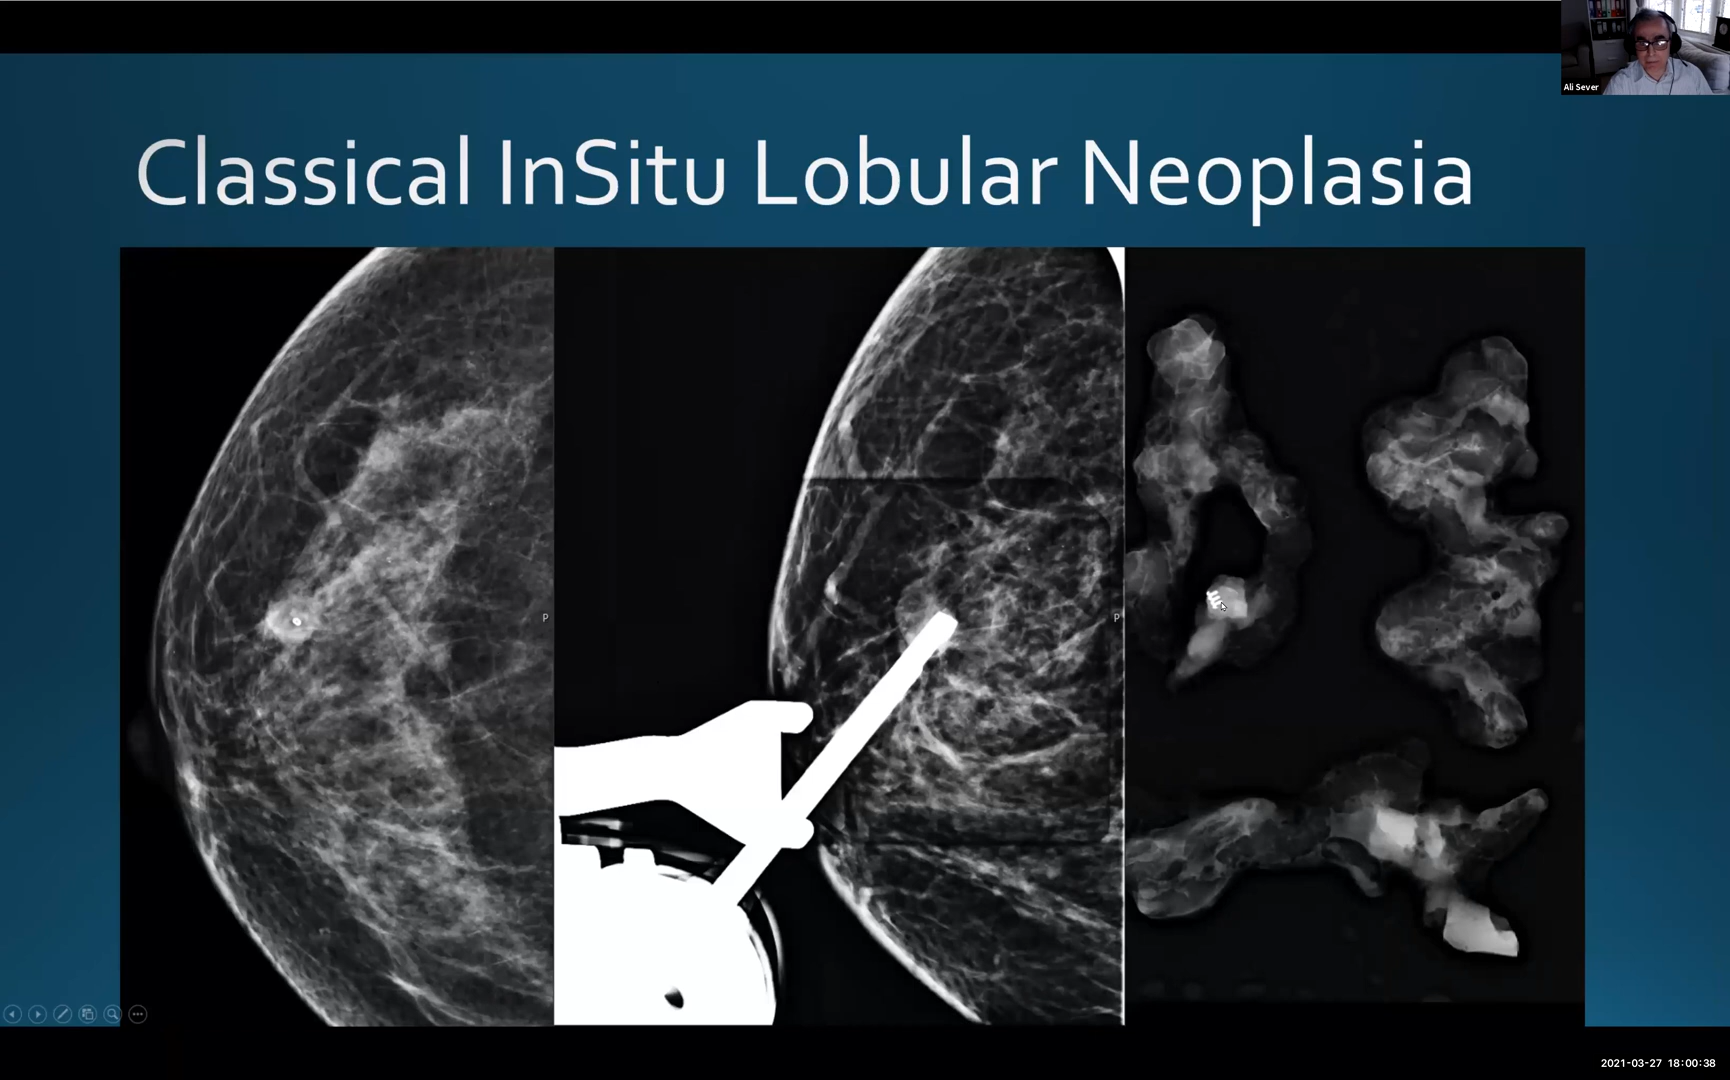 Ali Sever
Classical InSitu Lobular Neoplasia
P
P
2021-03-27 18:00:38